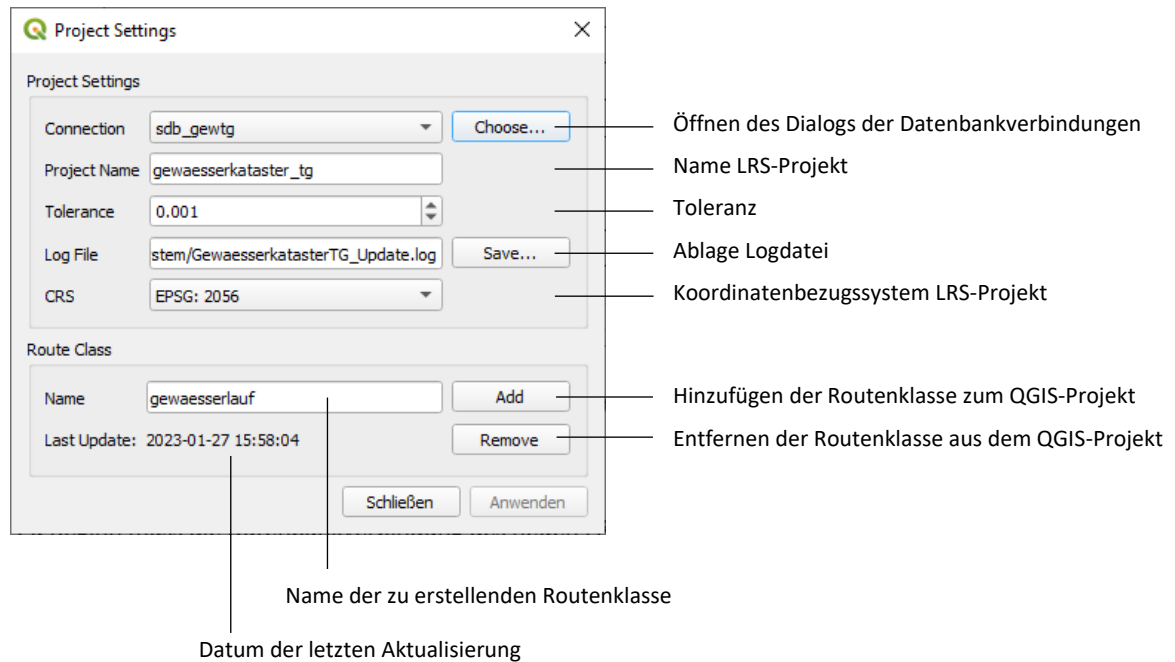 Project Settings
Project Settings
Connection sdb_gewtg Choose... Öffnen des Dialogs der Datenbankverbindungen
Project Name gewaesserkataster_tg Name LRS-Projekt
Tolerance 0.001 Toleranz
Log File stem/GewaesserkatasterTG_Update.log Save... Ablage Logdatei
CRS EPSG: 2056 Koordinatenbezugssystem LRS-Projekt
Route Class
Name gewaesserlauf Add Hinzufügen der Routenklasse zum QGIS-Projekt
Last Update: 2023-01-27 15:58:04 Remove Entfernen der Routenklasse aus dem QGIS-Projekt
Schließen Anwenden
Name der zu erstellenden Routenklasse
Datum der letzten Aktualisierung